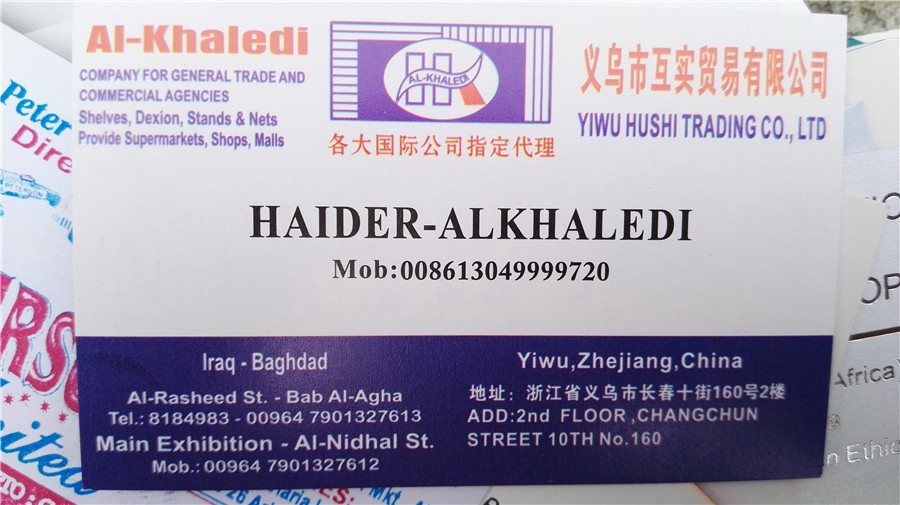 Al-Khaledi
COMPANY FOR GENERAL TRADE AND
COMMERCIAL AGENCIES
Shelves, Dexion, Stands & Nets
Provide Supermarkets, Shops, Malls
AL-KHALEDI
各大国际公司指定代理
义乌市互实贸易有限公司
YIWU HUSHI TRADING CO., LTD
HAIDER-ALKHALEDI
Mob:008613049999720
Iraq - Baghdad
Al-Rasheed St. - Bab Al-Agha
Tel.: 8184983 - 00964 7901327613
Main Exhibition - Al-Nidhal St.
Mob.: 00964 7901327612
Yiwu,Zhejiang,China
地址：浙江省义乌市长春十街160号2楼
ADD:2nd FLOOR ,CHANGCHUN
STREET 10TH No.160
Peter
Dire
PETERSON
Africa